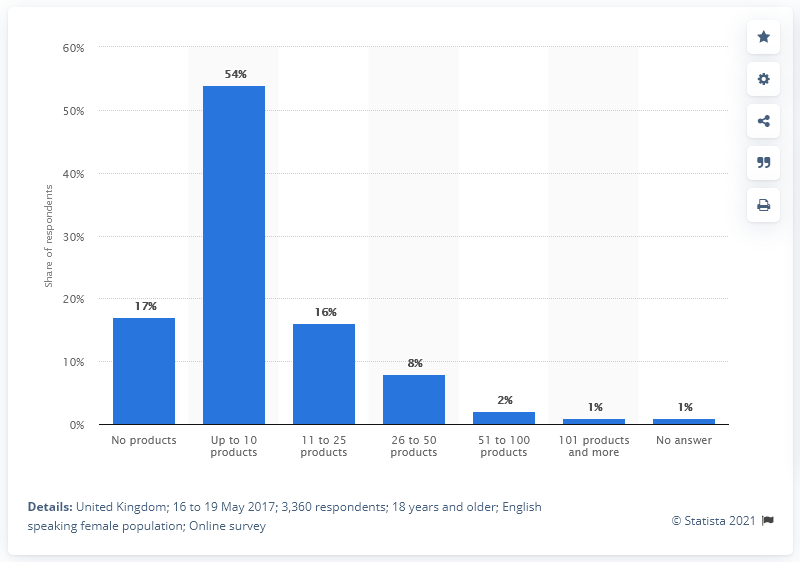 60%
50%
40%
30%
20%
10%
0%
Share of respondents
17%
54%
16%
8%
2%
1%
1%
No products
Up to 10
products
11 to 25
products
26 to 50
products
51 to 100
products
101 products
and more
No answer
Details: United Kingdom; 16 to 19 May 2017; 3,360 respondents; 18 years and older; English
speaking female population; Online survey
© Statista 2021